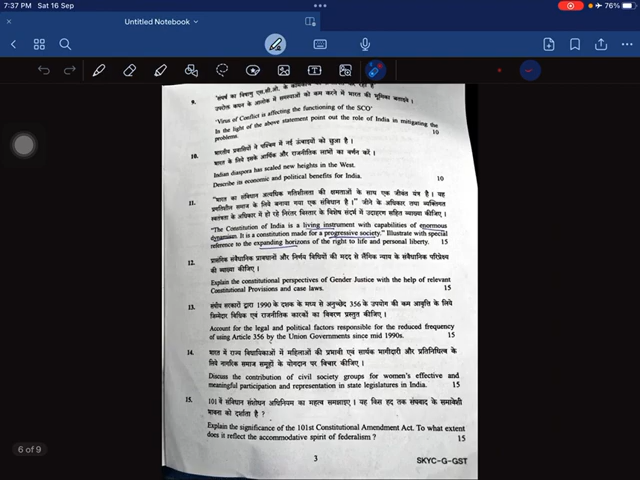 7:37 PM Sat 16 Sep
76%
Untitled Notebook
9. 'संघर्ष का विषाणु एस.सी.ओ. के
उपरोक्त कथन के आलोक में समस्याओं को कम करने में भारत की भूमिका बताइये।
'Virus of Conflict is affecting the functioning of the SCO'
In the light of the above statement point out the role of India in mitigating the
problems. 10
10. भारतीय प्रवासियों ने पश्चिम में नई ऊंचाइयों को छुआ है।
भारत के लिये इसके आर्थिक और राजनीतिक लाभों का वर्णन करें।
Indian diaspora has scaled new heights in the West.
Describe its economic and political benefits for India. 10
11. "भारत का संविधान अत्यधिक गतिशीलता की क्षमताओं के साथ एक जीवंत यंत्र है। यह
प्रगतिशील समाज के लिये बनाया गया एक संविधान है।" जीने के अधिकार तथा व्यक्तिगत
स्वतंत्रता के अधिकार में हो रहे निरंतर विस्तार के विशेष संदर्भ में उदाहरण सहित व्याख्या कीजिए।
"The Constitution of India is a living instrument with capabilities of enormous
dynamism. It is a constitution made for a progressive society." Illustrate with special
reference to the expanding horizons of the right to life and personal liberty. 15
12. प्रासंगिक संवैधानिक प्रावधानों और निर्णय विधियों की मदद से लैंगिक न्याय के संवैधानिक परिप्रेक्ष्य
की व्याख्या कीजिए।
Explain the constitutional perspectives of Gender Justice with the help of relevant
Constitutional Provisions and case laws. 15
13. संघीय सरकारों द्वारा 1990 के दशक के मध्य से अनुच्छेद 356 के उपयोग की कम आवृत्ति के लिये
जिम्मेदार विधिक एवं राजनीतिक कारकों का विवरण प्रस्तुत कीजिए।
Account for the legal and political factors responsible for the reduced frequency
of using Article 356 by the Union Governments since mid 1990s. 15
14. भारत में राज्य विधायिकाओं में महिलाओं की प्रभावी एवं सार्थक भागीदारी और प्रतिनिधित्व के
लिये नागरिक समाज समूहों के योगदान पर विचार कीजिए।
Discuss the contribution of civil society groups for women's effective and
meaningful participation and representation in state legislatures in India. 15
15. 101वें संविधान संशोधन अधिनियम का महत्व समझाइए। यह किस हद तक संघवाद के समावेशी
भावना को दर्शाता है?
Explain the significance of the 101st Constitutional Amendment Act. To what extent
does it reflect the accommodative spirit of federalism ? 15
6 of 9
3
SKYC-G-GST